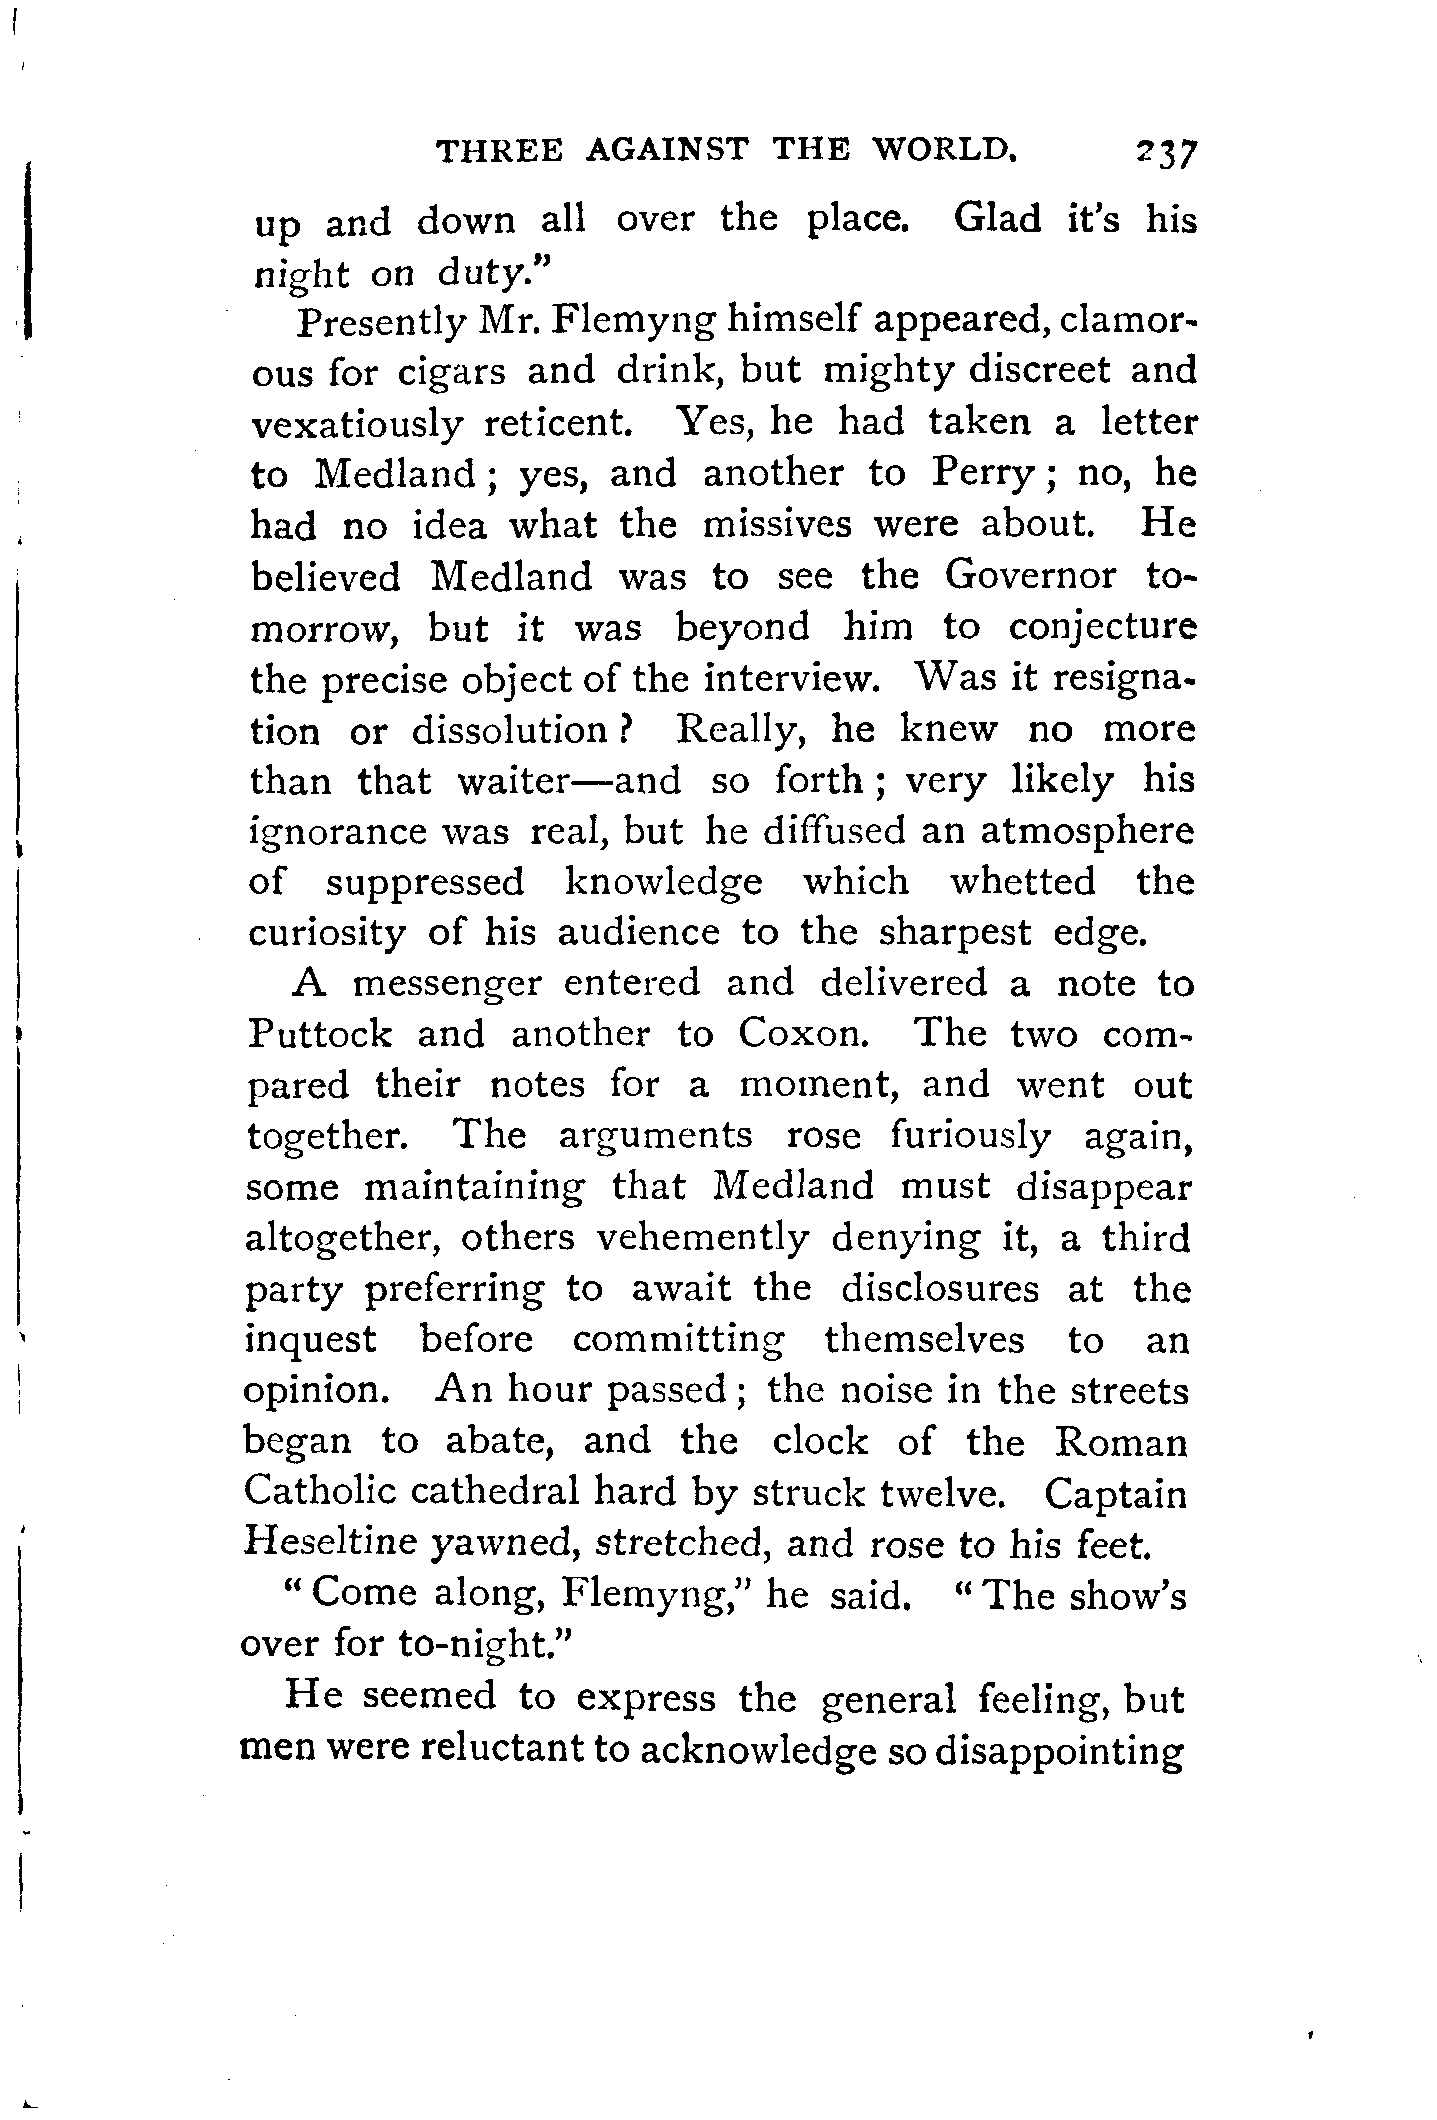 THREE AGAINST THE WORLD. 237
up and down all over the place. Glad it's his
night on duty."
Presently Mr. Flemyng himself appeared, clamor-
ous for cigars and drink, but mighty discreet and
vexatiously reticent. Yes, he had taken a letter
to Medland ; yes, and another to Perry ; no, he
had no idea what the missives were about. He
believed Medland was to see the Governor to-
morrow, but it was beyond him to conjecture
the precise object of the interview. Was it resigna-
tion or dissolution ? Really, he knew no more
than that waiter—and so forth ; very likely his
ignorance was real, but he diffused an atmosphere
of suppressed knowledge which whetted the
curiosity of his audience to the sharpest edge.
A messenger entered and delivered a note to
Puttock and another to Coxon. The two com-
pared their notes for a moment, and went out
together. The arguments rose furiously again,
some maintaining that Medland must disappear
altogether, others vehemently denying it, a third
party preferring to await the disclosures at the
inquest before committing themselves to an
opinion. An hour passed ; the noise in the streets
began to abate, and the clock of the Roman
Catholic cathedral hard by struck twelve. Captain
Heseltine yawned, stretched, and rose to his feet.
" Come along, Flemyng," he said. " The show's
over for to-night."
He seemed to express the general feeling, but
men were reluctant to acknowledge so disappointing